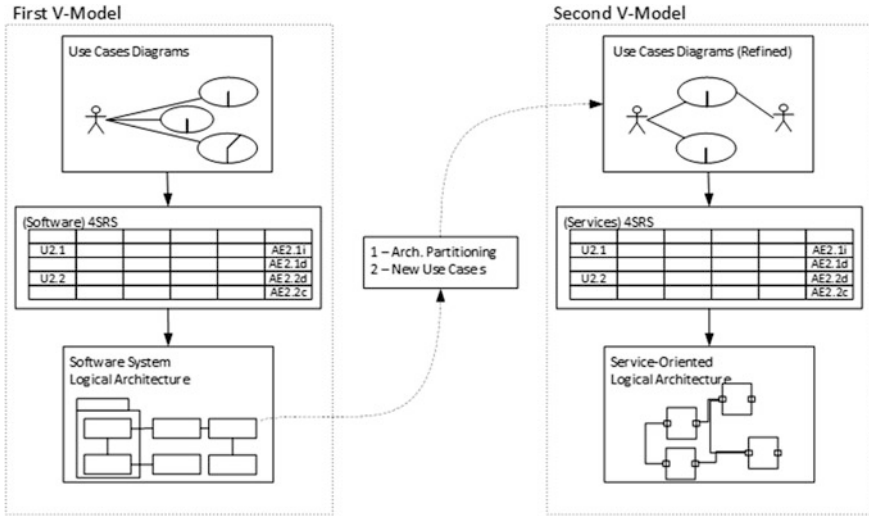 First V-Model
Use Cases Diagrams
(Software) 4SRS
U2.1 AE2.1i
AE2.1d
U2.2 AE2.2d
AE2.2c
Software System
Logical Architecture
1 – Arch. Partitioning
2 – New Use Cases
Second V-Model
Use Cases Diagrams (Refined)
(Services) 4SRS
U2.1 AE2.1i
AE2.1d
U2.2 AE2.2d
AE2.2c
Service-Oriented
Logical Architecture